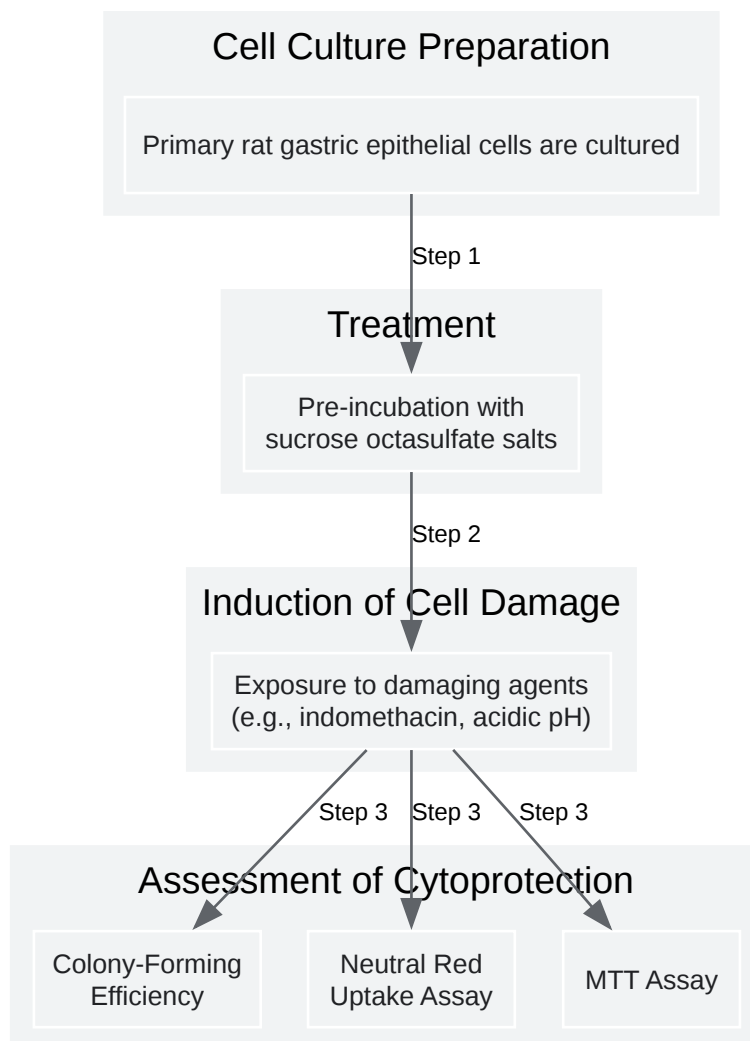 Cell Culture Preparation
Primary rat gastric epithelial cells are cultured
Step 1
Treatment
Pre-incubation with
sucrose octasulfate salts
Step 2
Induction of Cell Damage
Exposure to damaging agents
(e.g., indomethacin, acidic pH)
Step 3
Step 3
Step 3
Assessment of Cytoprotection
Colony-Forming
Efficiency
Neutral Red
Uptake Assay
MTT Assay